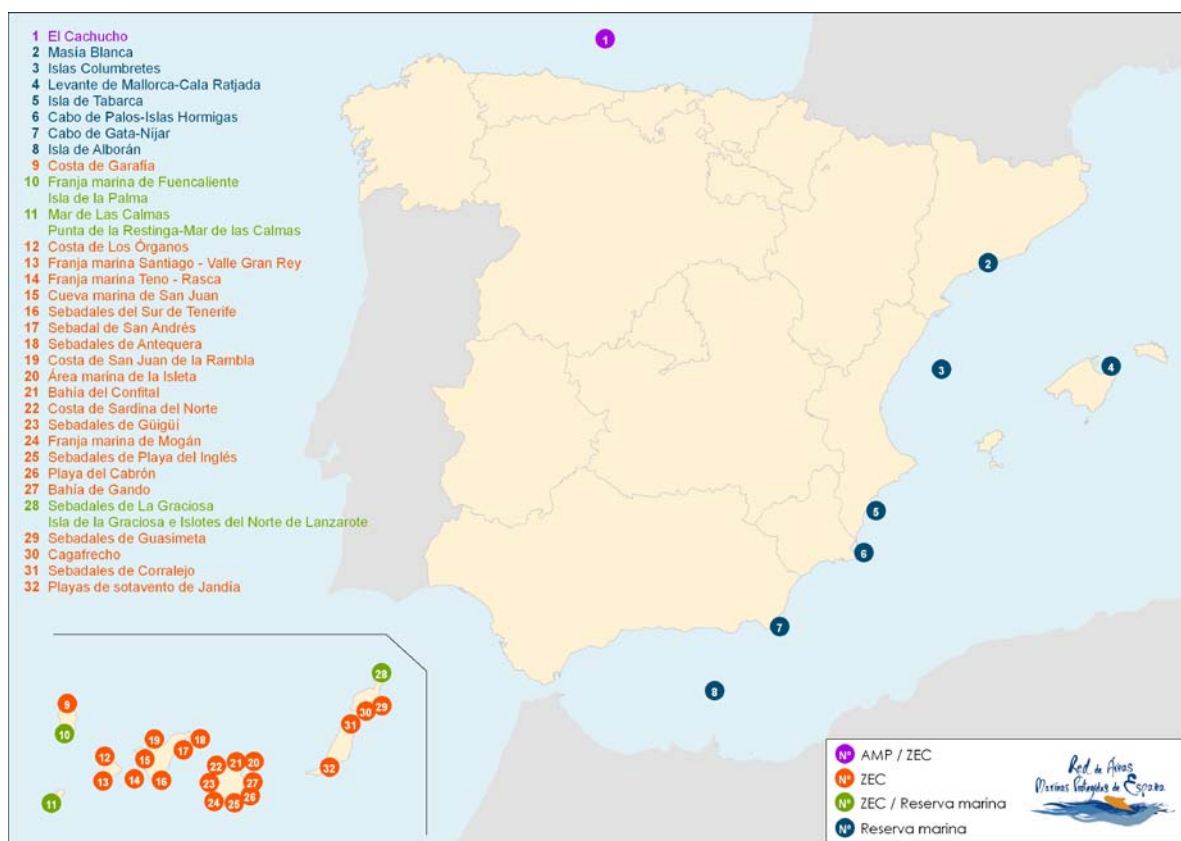 1 El Cachucho
2 Masía Blanca
3 Islas Columbretes
4 Levante de Mallorca-Cala Ratjada
5 Isla de Tabarca
6 Cabo de Palos-Islas Hormigas
7 Cabo de Gata-Níjar
8 Isla de Alborán
9 Costa de Garafía
10 Franja marina de Fuencaliente
Isla de la Palma
11 Mar de Las Calmas
Punta de la Restinga-Mar de las Calmas
12 Costa de Los Órganos
13 Franja marina Santiago - Valle Gran Rey
14 Franja marina Teno - Rasca
15 Cueva marina de San Juan
16 Sebadales del Sur de Tenerife
17 Sebadal de San Andrés
18 Sebadales de Antequera
19 Costa de San Juan de la Rambla
20 Área marina de la Isleta
21 Bahía del Confital
22 Costa de Sardina del Norte
23 Sebadales de Güigüí
24 Franja marina de Mogán
25 Sebadales de Playa del Inglés
26 Playa del Cabrón
27 Bahía de Gando
28 Sebadales de La Graciosa
Isla de la Graciosa e Islotes del Norte de Lanzarote
29 Sebadales de Guasimeta
30 Cagafrecho
31 Sebadales de Corralejo
32 Playas de sotavento de Jandía
1
2
3
4
5
6
7
8
28
9
30
29
31
10
19
18
17
12
15
22
21
20
32
13
14
16
23
27
11
24
25
26
Nº AMP / ZEC
Nº ZEC
Nº ZEC / Reserva marina
Nº Reserva marina
Red de Áreas
Marinas Protegidas de España